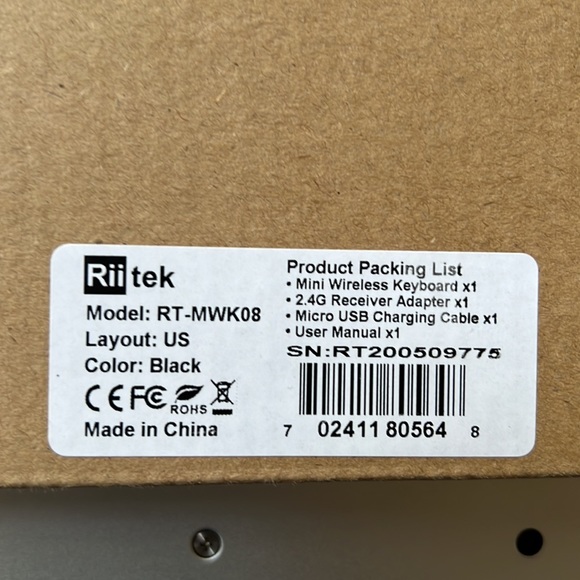 Riitek
Model: RT-MWK08
Layout: US
Color: Black
CE FC ROHS
Made in China
Product Packing List
• Mini Wireless Keyboard x1
• 2.4G Receiver Adapter x1
• Micro USB Charging Cable x1
• User Manual x1
SN:RT200509775
7 02411 80564 8